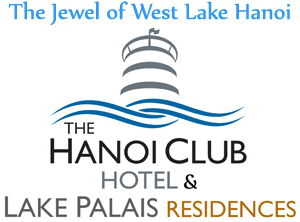 The Jewel of West Lake Hanoi
THE
HANOI CLUB
HOTEL &
LAKE PALAIS RESIDENCES